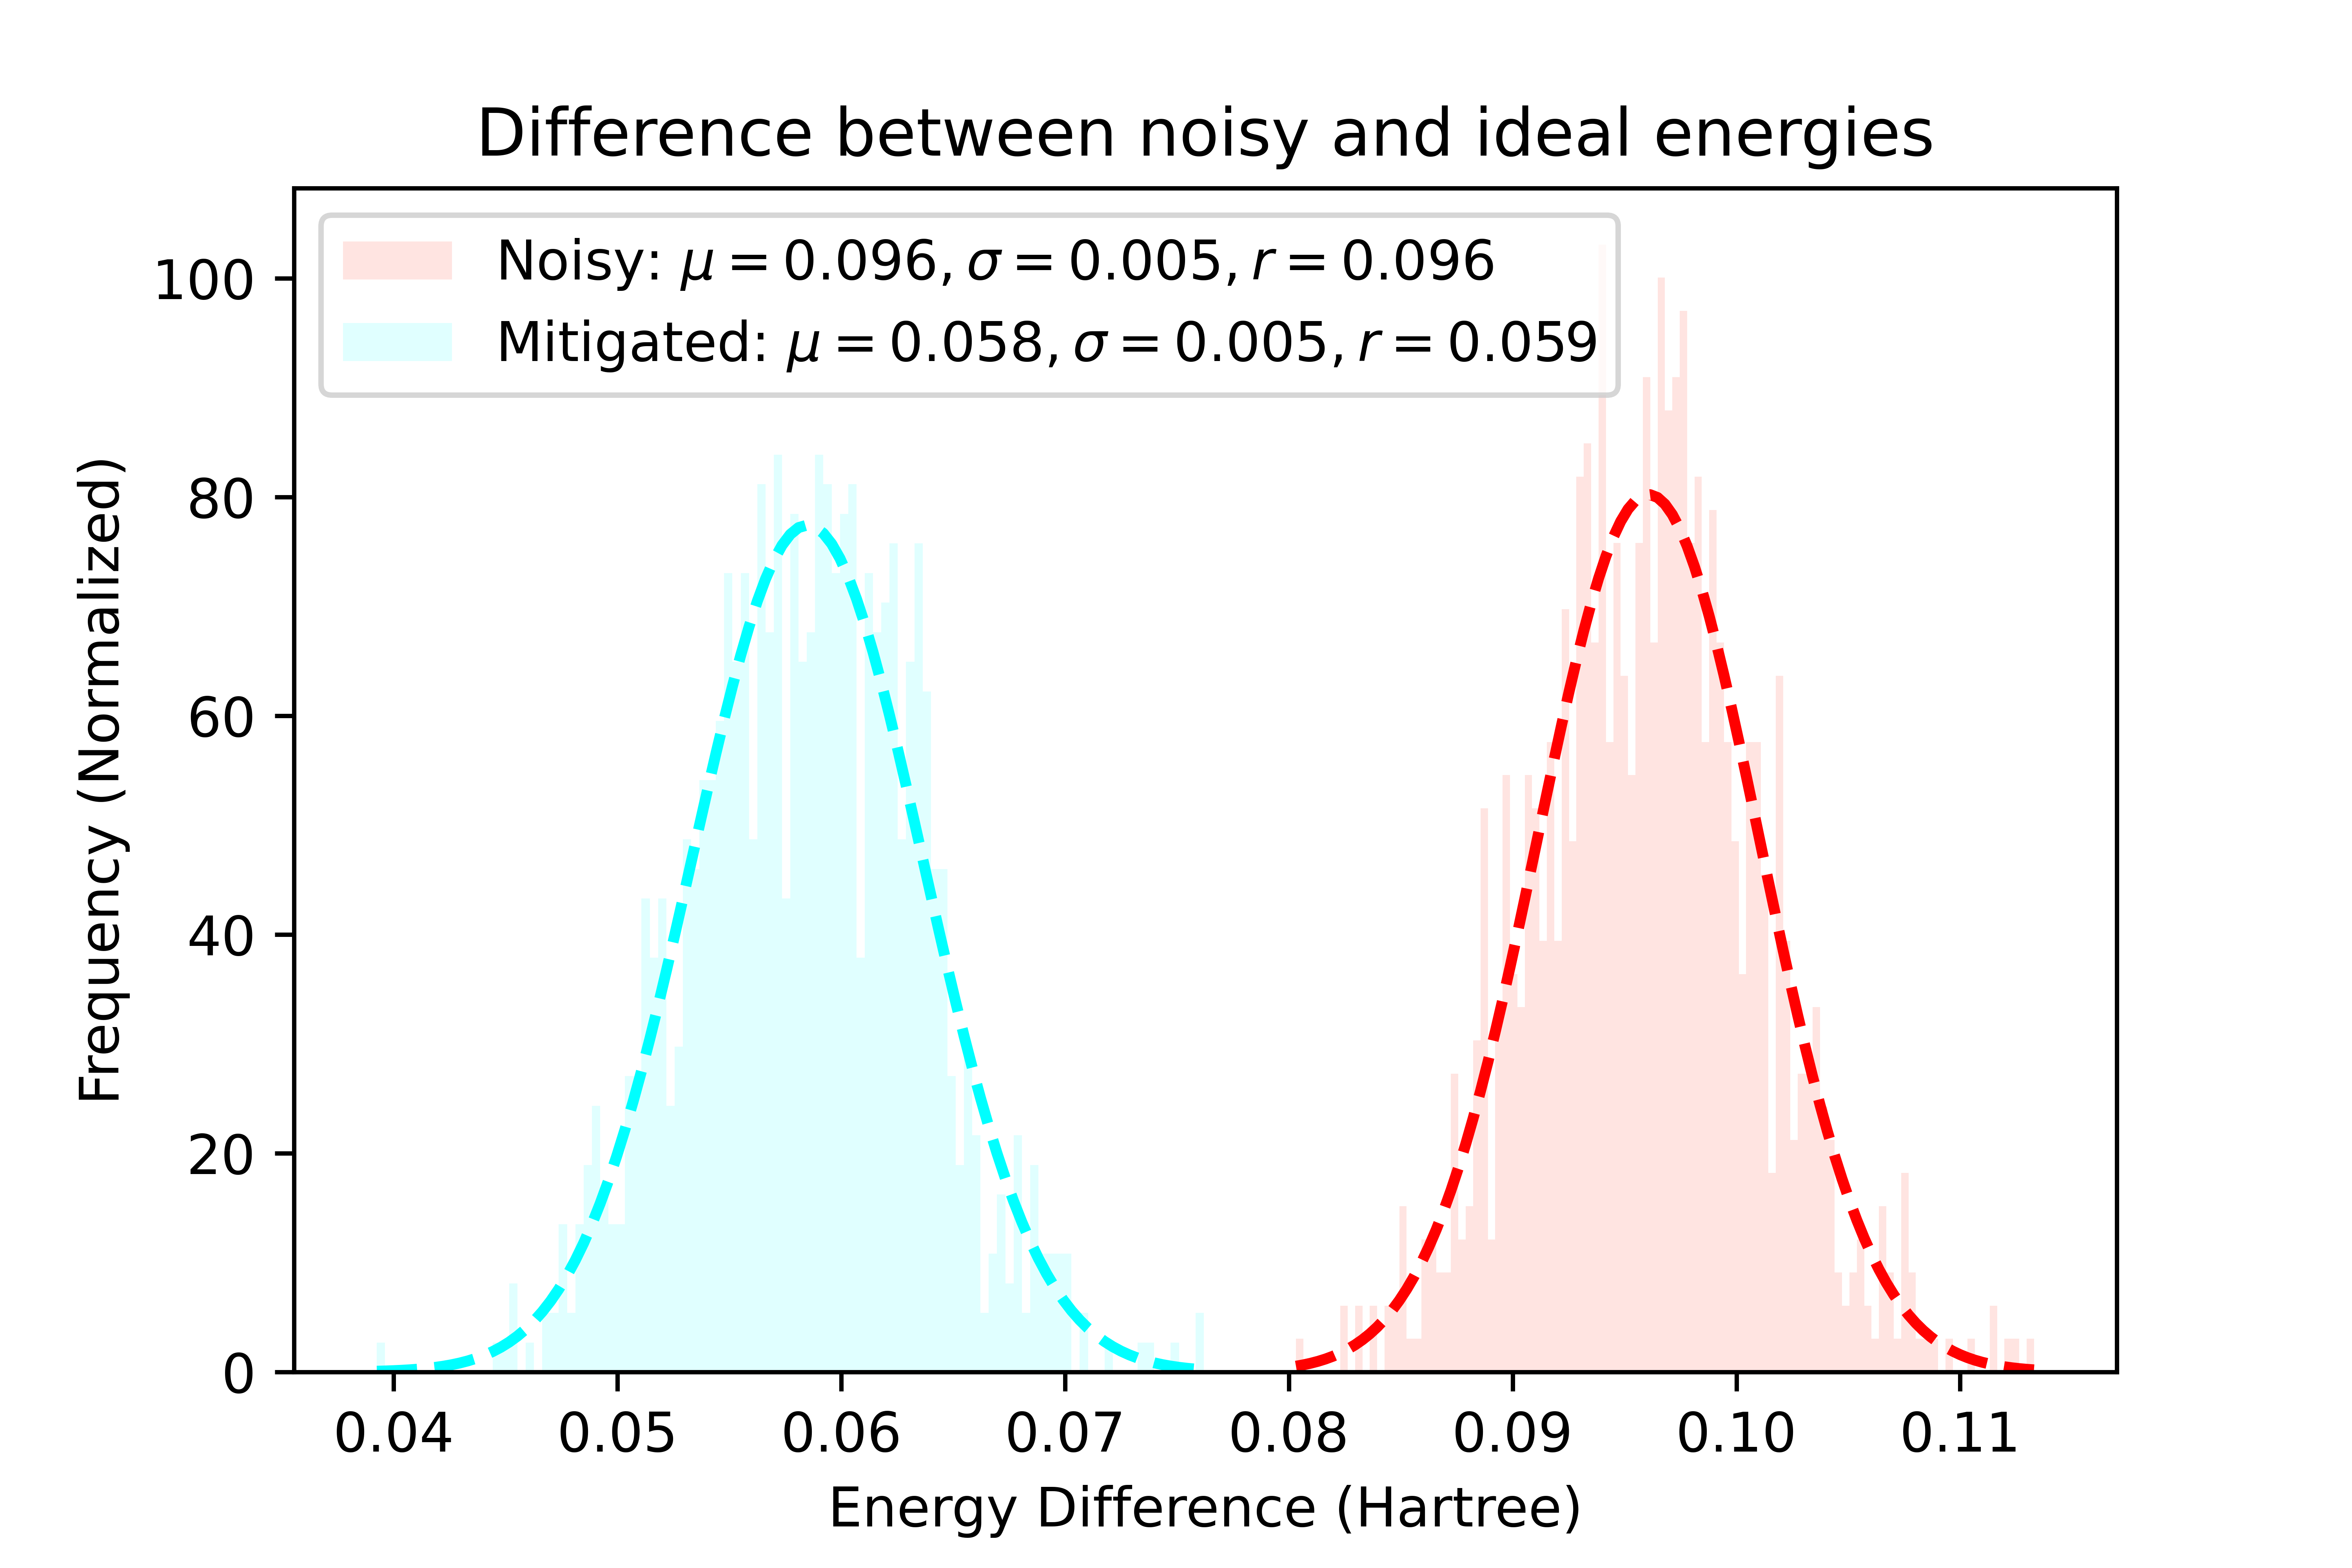 Difference between noisy and ideal energies
Noisy: μ = 0.096, σ = 0.005, r = 0.096
Mitigated: μ = 0.058, σ = 0.005, r = 0.059
Frequency (Normalized)
100
80
60
40
20
0
0.04 0.05 0.06 0.07 0.08 0.09 0.10 0.11
Energy Difference (Hartree)